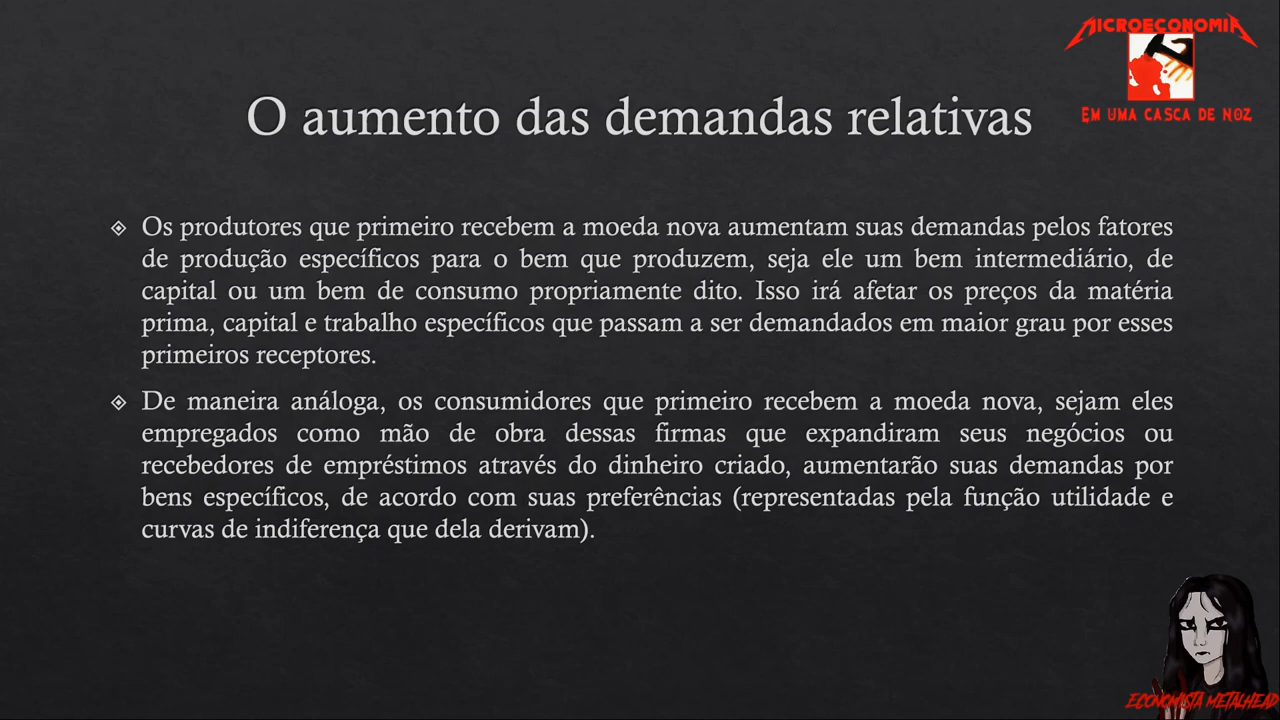 MICROECONOMIA
EM UMA CASCA DE NOZ
O aumento das demandas relativas
Os produtores que primeiro recebem a moeda nova aumentam suas demandas pelos fatores
de produção específicos para o bem que produzem, seja ele um bem intermediário, de
capital ou um bem de consumo propriamente dito. Isso irá afetar os preços da matéria
prima, capital e trabalho específicos que passam a ser demandados em maior grau por esses
primeiros receptores.
De maneira análoga, os consumidores que primeiro recebem a moeda nova, sejam eles
empregados como mão de obra dessas firmas que expandiram seus negócios ou
recebedores de empréstimos através do dinheiro criado, aumentarão suas demandas por
bens específicos, de acordo com suas preferências (representadas pela função utilidade e
curvas de indiferença que dela derivam).
ECONOMISTA METALHEAD